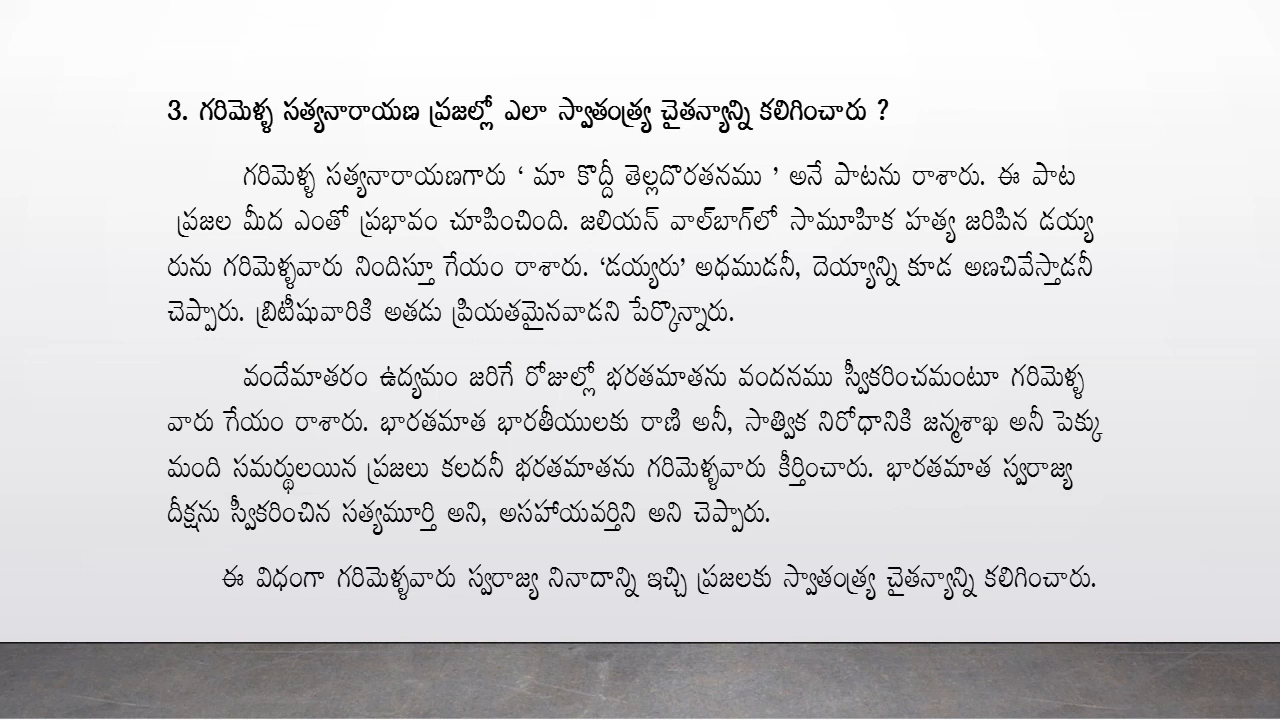 3. గరిమెళ్ళ సత్యనారాయణ ప్రజల్లో ఎలా స్వాతంత్ర్య చైతన్యాన్ని కలిగించారు ?
గరిమెళ్ళ సత్యనారాయణగారు ‘ మా కొద్దీ తెల్లదొరతనము ’ అనే పాటను రాశారు. ఈ పాట
ప్రజల మీద ఎంతో ప్రభావం చూపించింది. జలియన్ వాల్‌బాగ్‌లో సామూహిక హత్య జరిపిన డయ్య
రును గరిమెళ్ళవారు నిందిస్తూ గేయం రాశారు. ‘డయ్యరు’ అధముడనీ, దెయ్యాన్ని కూడ అణచివేస్తాడనీ
చెప్పారు. బ్రిటీషువారికి అతడు ప్రియతమైనవాడని పేర్కొన్నారు.
వందేమాతరం ఉద్యమం జరిగే రోజుల్లో భరతమాతను వందనము స్వీకరించమంటూ గరిమెళ్ళ
వారు గేయం రాశారు. భారతమాత భారతీయులకు రాణి అనీ, సాత్విక నిరోధానికి జన్మశాఖ అనీ పెక్కు
మంది సమర్థులయిన ప్రజలు కలదనీ భరతమాతను గరిమెళ్ళవారు కీర్తించారు. భారతమాత స్వరాజ్య
దీక్షను స్వీకరించిన సత్యమూర్తి అని, అసహాయవర్తిని అని చెప్పారు.
ఈ విధంగా గరిమెళ్ళవారు స్వరాజ్య నినాదాన్ని ఇచ్చి ప్రజలకు స్వాతంత్ర్య చైతన్యాన్ని కలిగించారు.